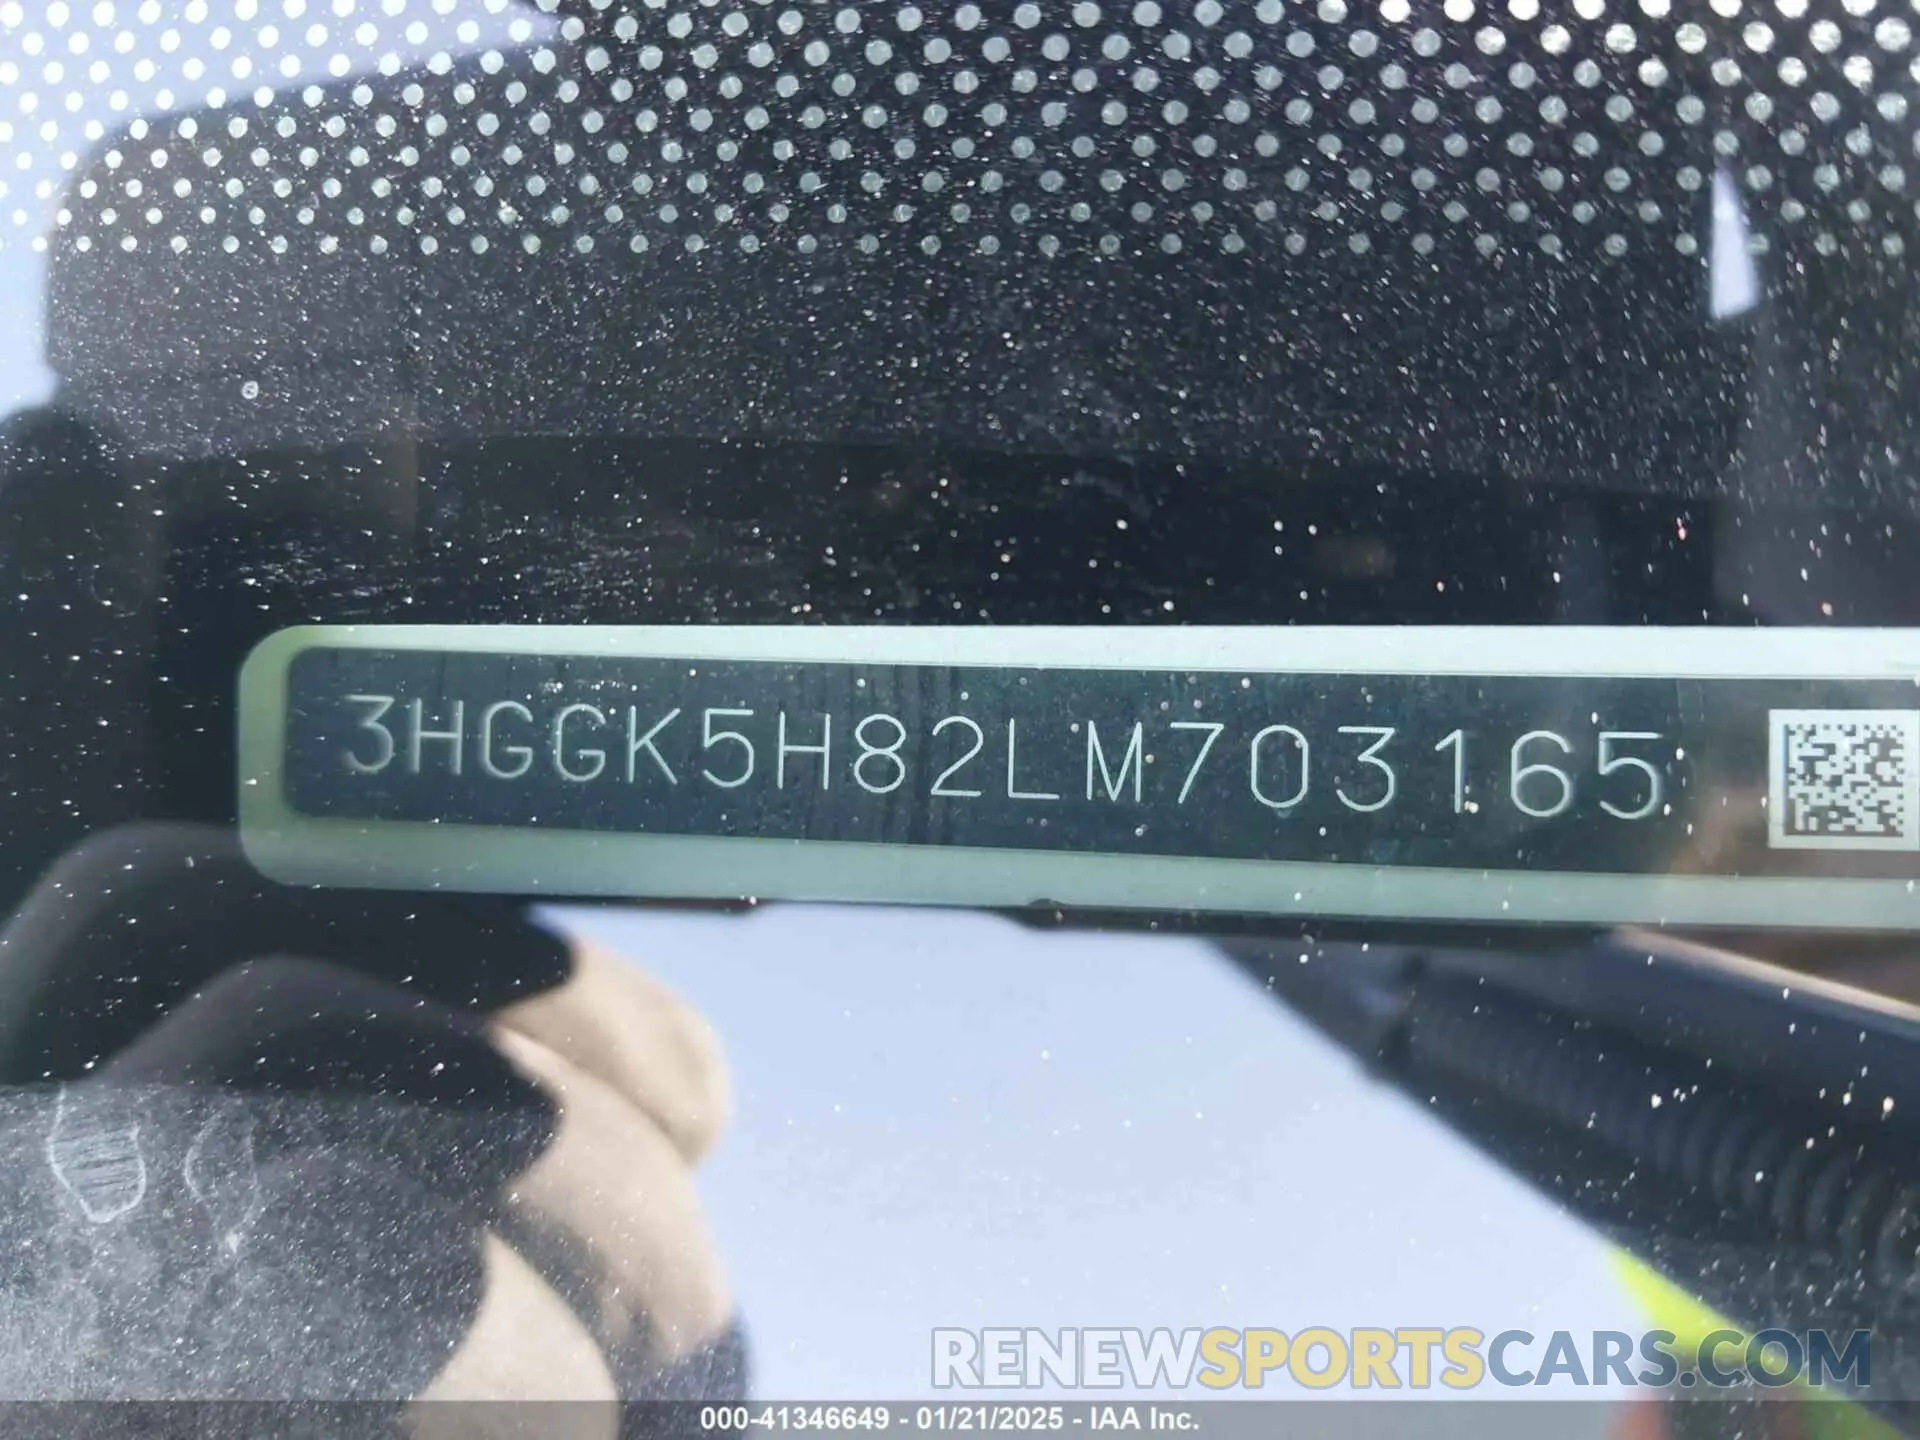 3HGGK5H82LM703165
RENEWSPORTSCARS.COM
000-41346649 - 01/21/2025 - IAA Inc.